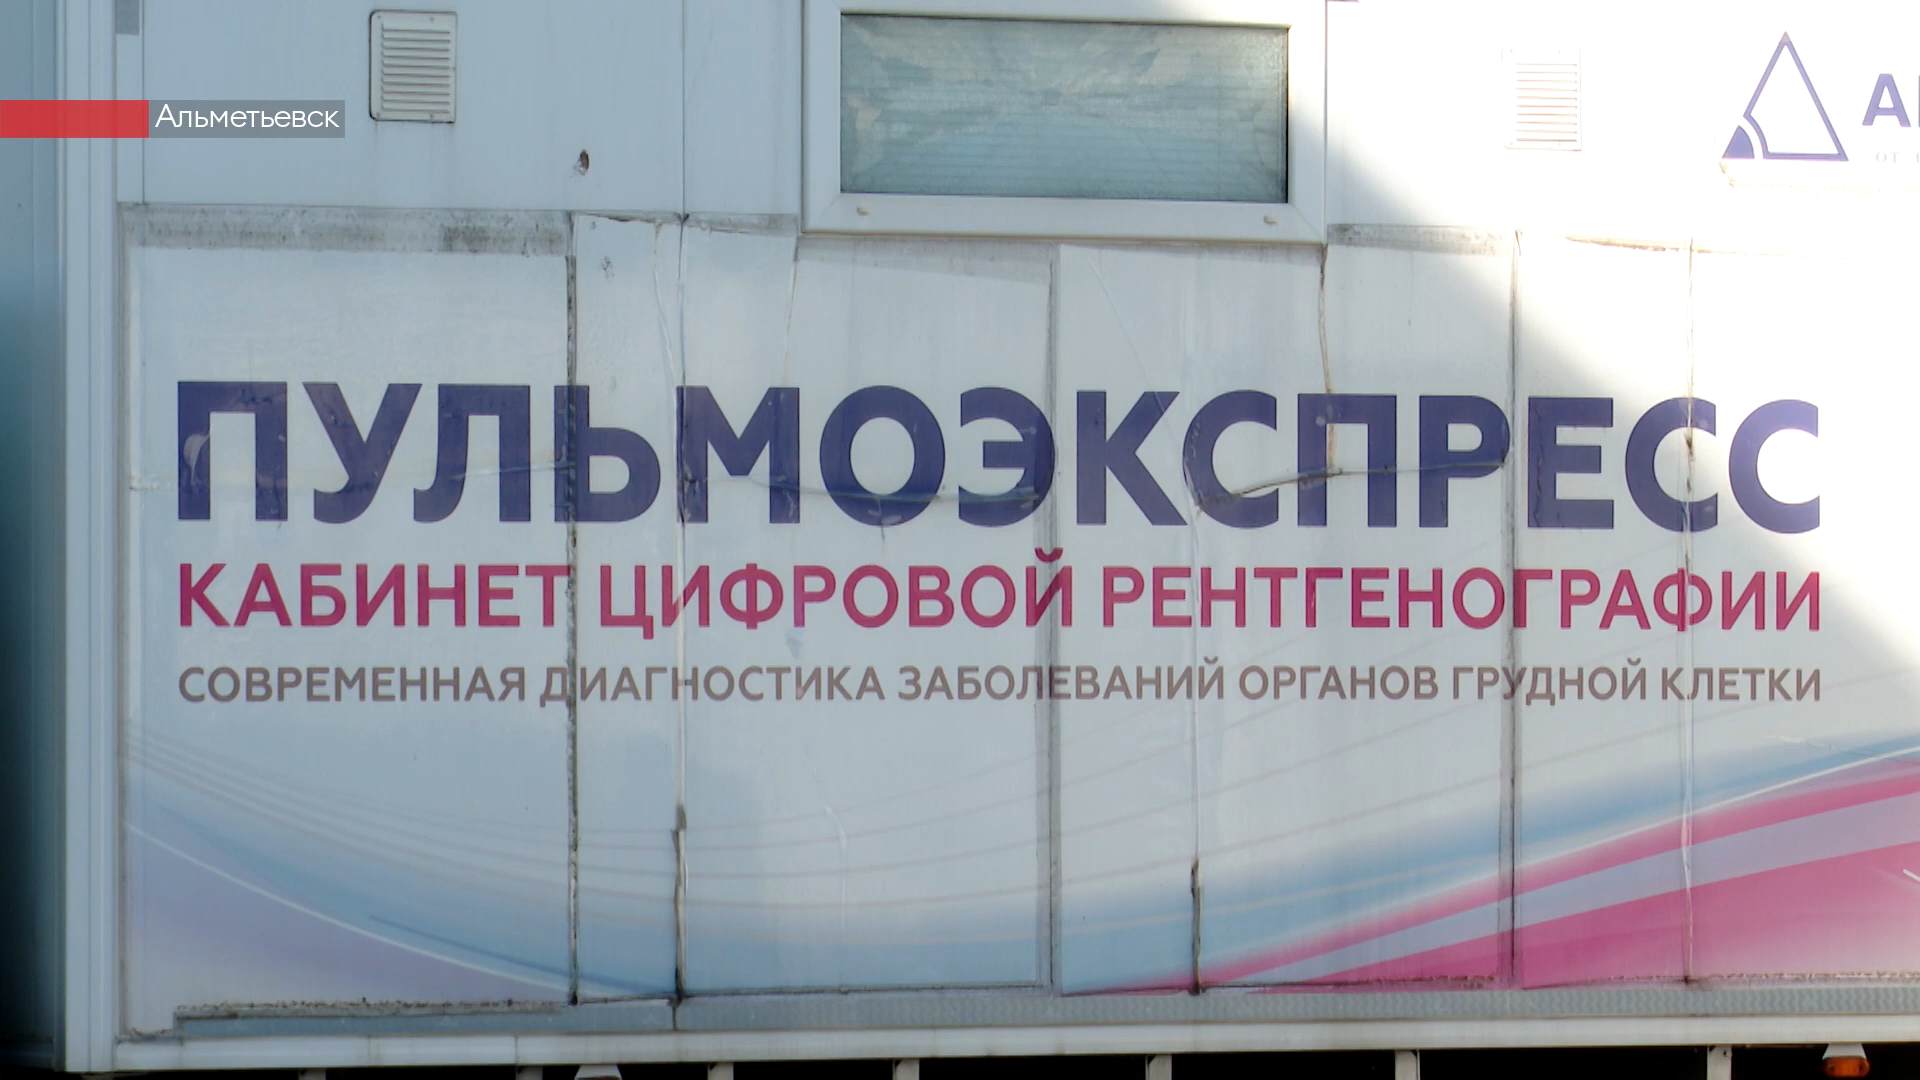 Альметьевск
ПУЛЬМОЭКСПРЕСС
КАБИНЕТ ЦИФРОВОЙ РЕНТГЕНОГРАФИИ
СОВРЕМЕННАЯ ДИАГНОСТИКА ЗАБОЛЕВАНИЙ ОРГАНОВ ГРУДНОЙ КЛЕТКИ